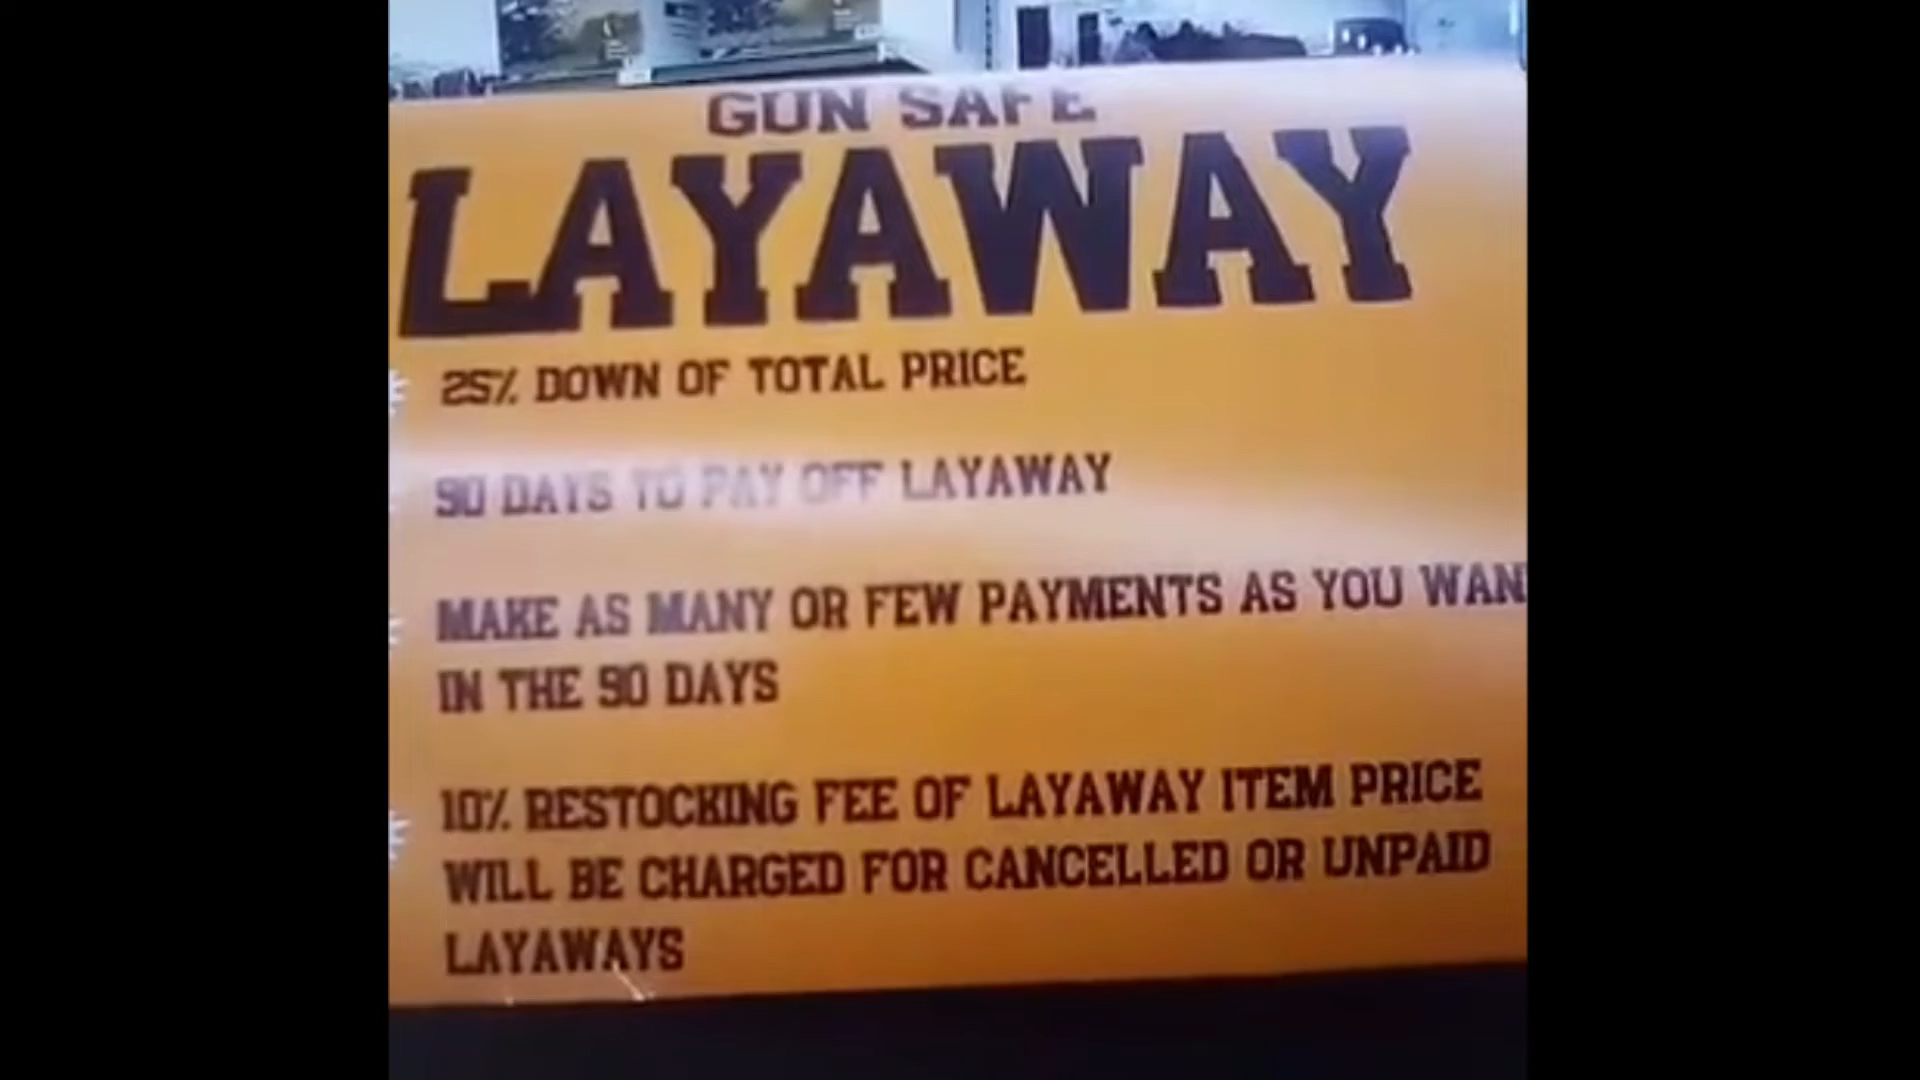 GUN SAFE
LAYAWAY
25% DOWN OF TOTAL PRICE
90 DAYS TO PAY OFF LAYAWAY
MAKE AS MANY OR FEW PAYMENTS AS YOU WAN
IN THE 90 DAYS
10% RESTOCKING FEE OF LAYAWAY ITEM PRICE
WILL BE CHARGED FOR CANCELLED OR UNPAID
LAYAWAYS